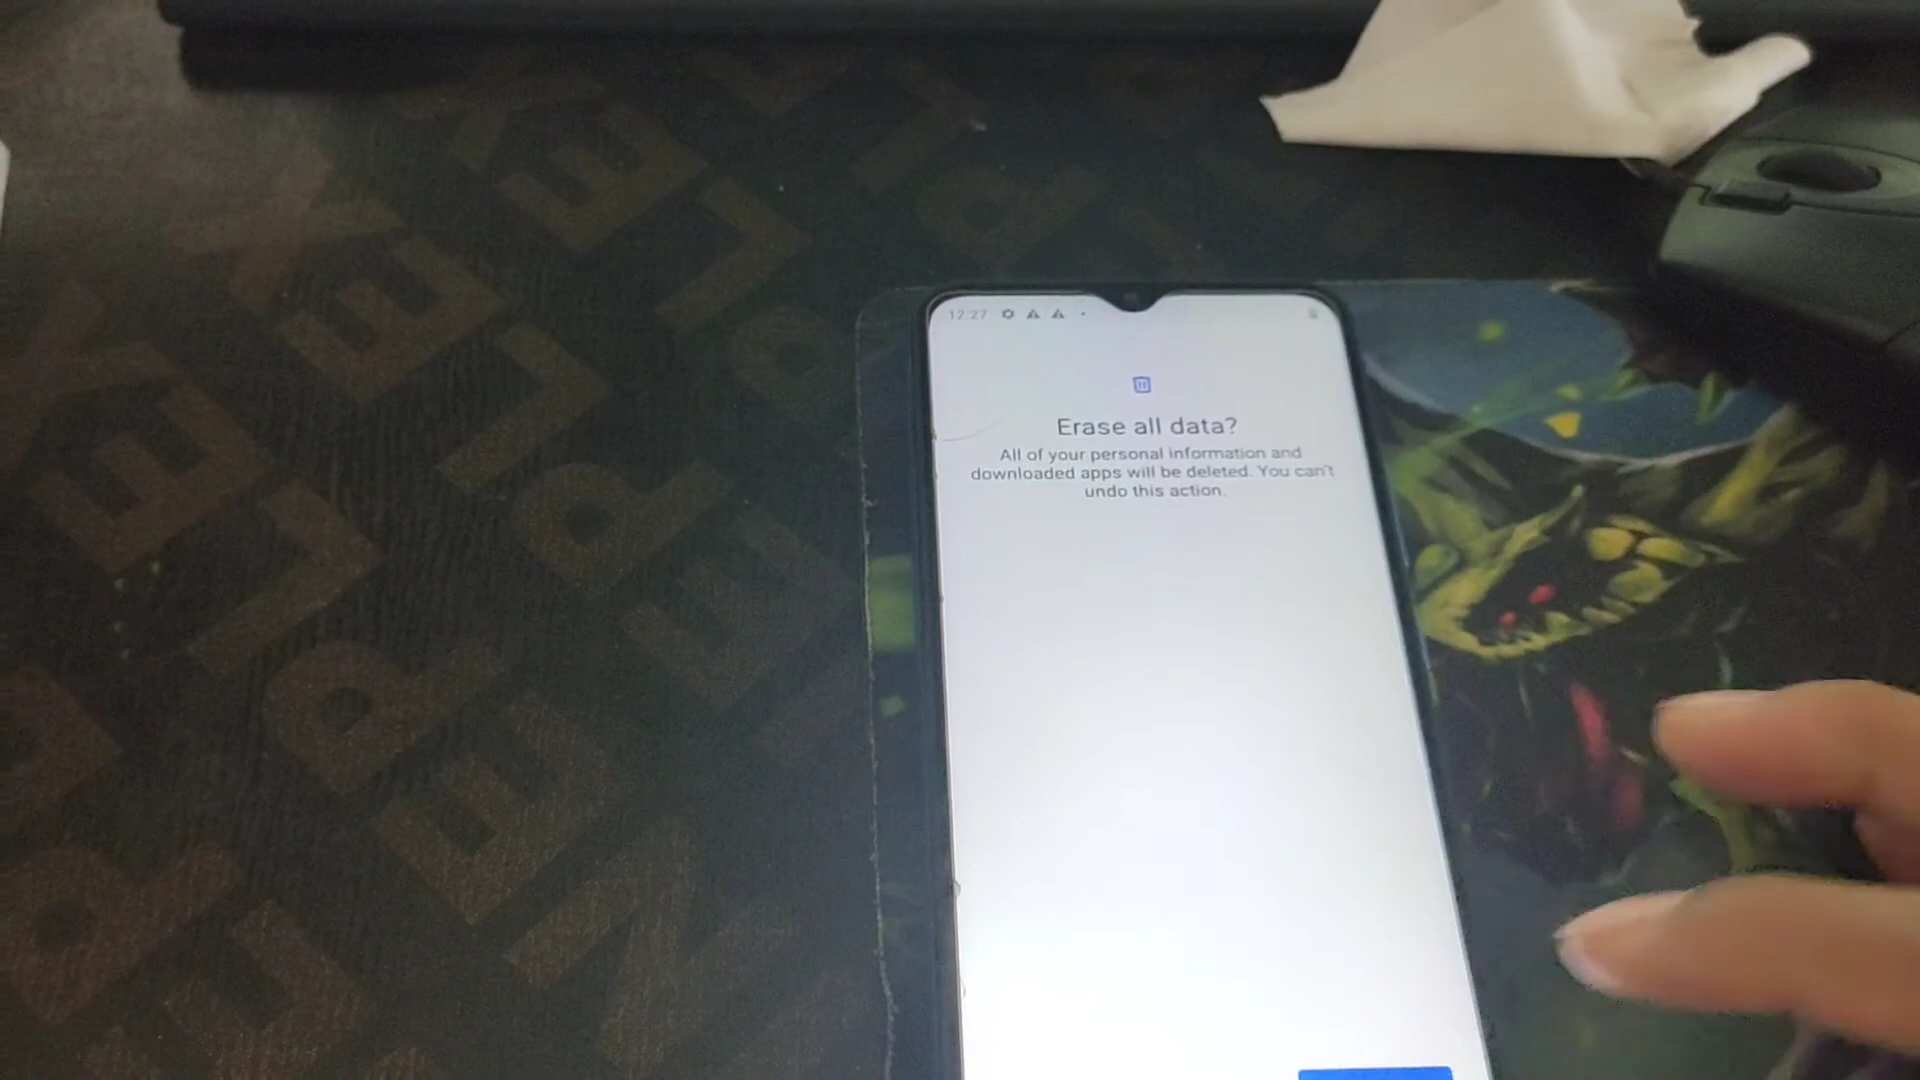 12:27
Erase all data?
All of your personal information and
downloaded apps will be deleted. You can't
undo this action.